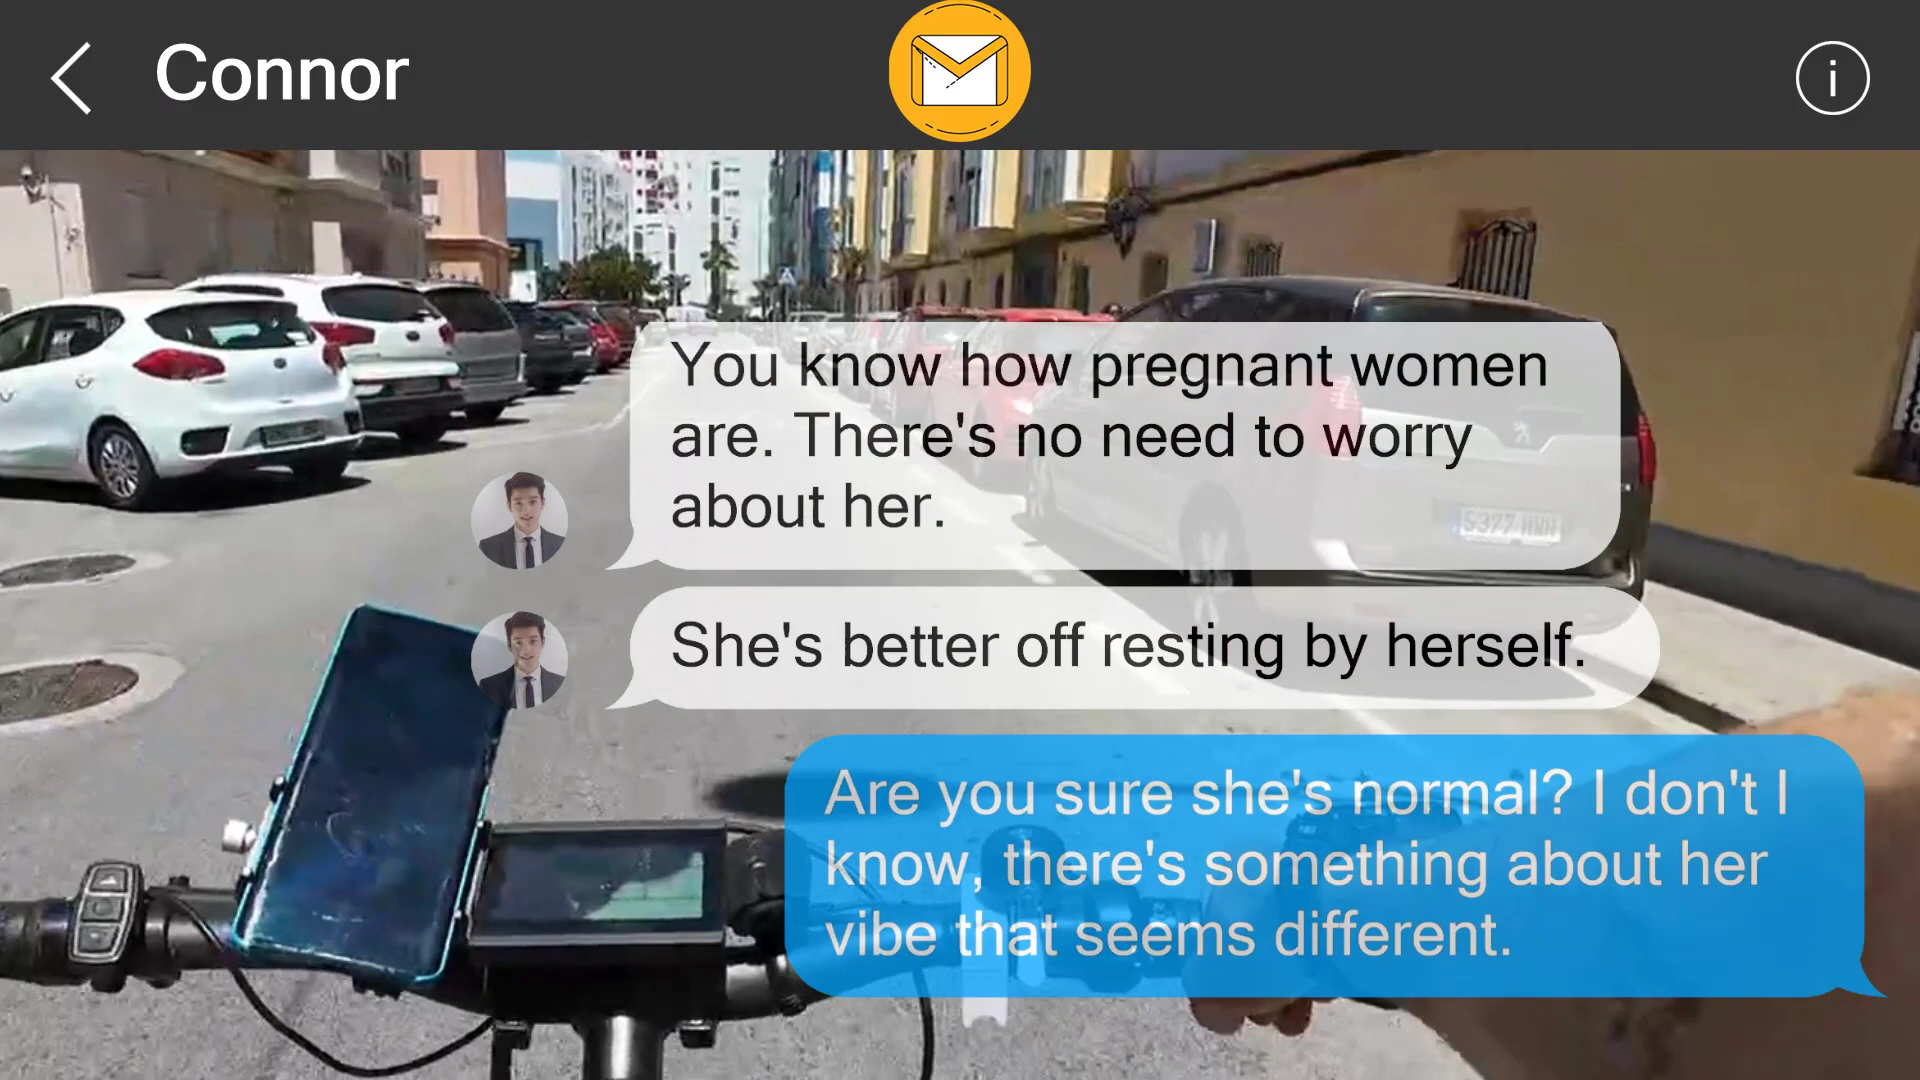 Connor
You know how pregnant women
are. There's no need to worry
about her.
She's better off resting by herself.
Are you sure she's normal? I don't I
know, there's something about her
vibe that seems different.